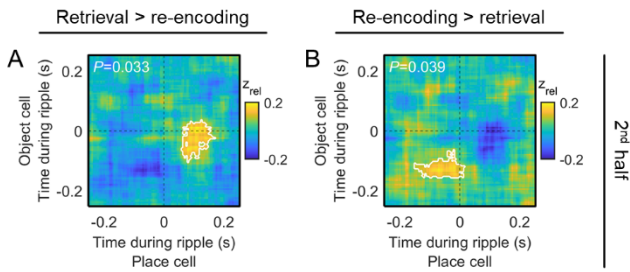 Retrieval > re-encoding
Re-encoding > retrieval
A
P=0.033
Object cell
Time during ripple (s)
0.2
0
-0.2
-0.2
0
0.2
Time during ripple (s)
Place cell
z_rel
0.2
-0.2
B
P=0.039
Object cell
Time during ripple (s)
0.2
0
-0.2
-0.2
0
0.2
Time during ripple (s)
Place cell
z_rel
0.2
-0.2
2nd half